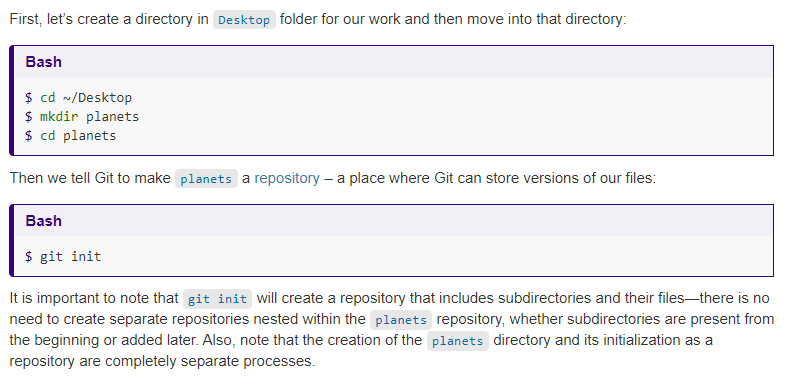 First, let’s create a directory in Desktop folder for our work and then move into that directory:
Bash
$ cd ~/Desktop
$ mkdir planets
$ cd planets
Then we tell Git to make planets a repository – a place where Git can store versions of our files:
Bash
$ git init
It is important to note that git init will create a repository that includes subdirectories and their files—there is no
need to create separate repositories nested within the planets repository, whether subdirectories are present from
the beginning or added later. Also, note that the creation of the planets directory and its initialization as a
repository are completely separate processes.